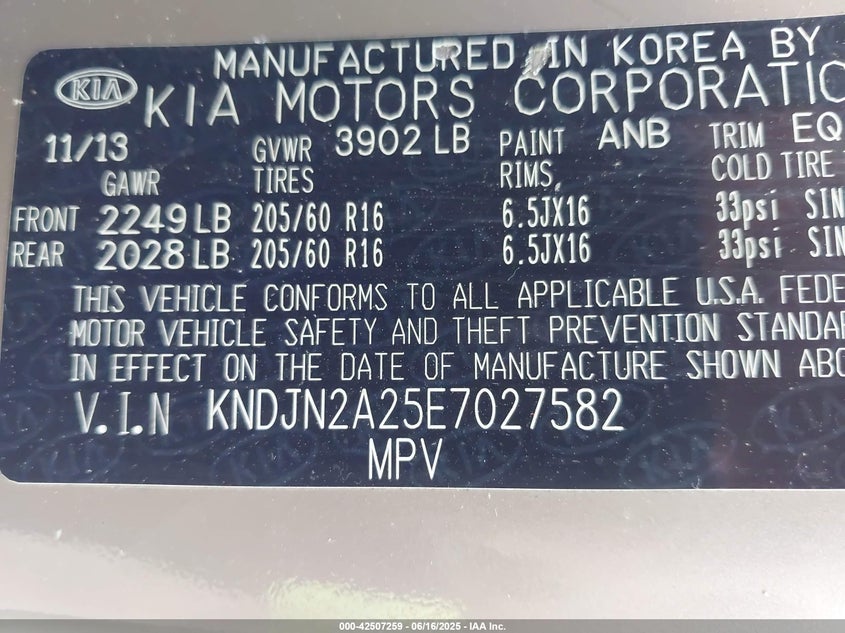 MANUFACTURED IN KOREA BY
KIA KIA MOTORS CORPORATIO
11/13 GVWR 3902 LB PAINT ANB TRIM EQ
GAWR TIRES RIMS, COLD TIRE
FRONT 2249 LB 205/60 R16 6.5JX16 33psi SIN
REAR 2028 LB 205/60 R16 6.5JX16 33psi SIN
THIS VEHICLE CONFORMS TO ALL APPLICABLE U.S.A. FEDE
MOTOR VEHICLE SAFETY AND THEFT PREVENTION STANDAR
IN EFFECT ON THE DATE OF MANUFACTURE SHOWN ABO
V.I.N KNDJN2A25E7027582
MPV
000-42507259 - 06/16/2025 - IAA Inc.